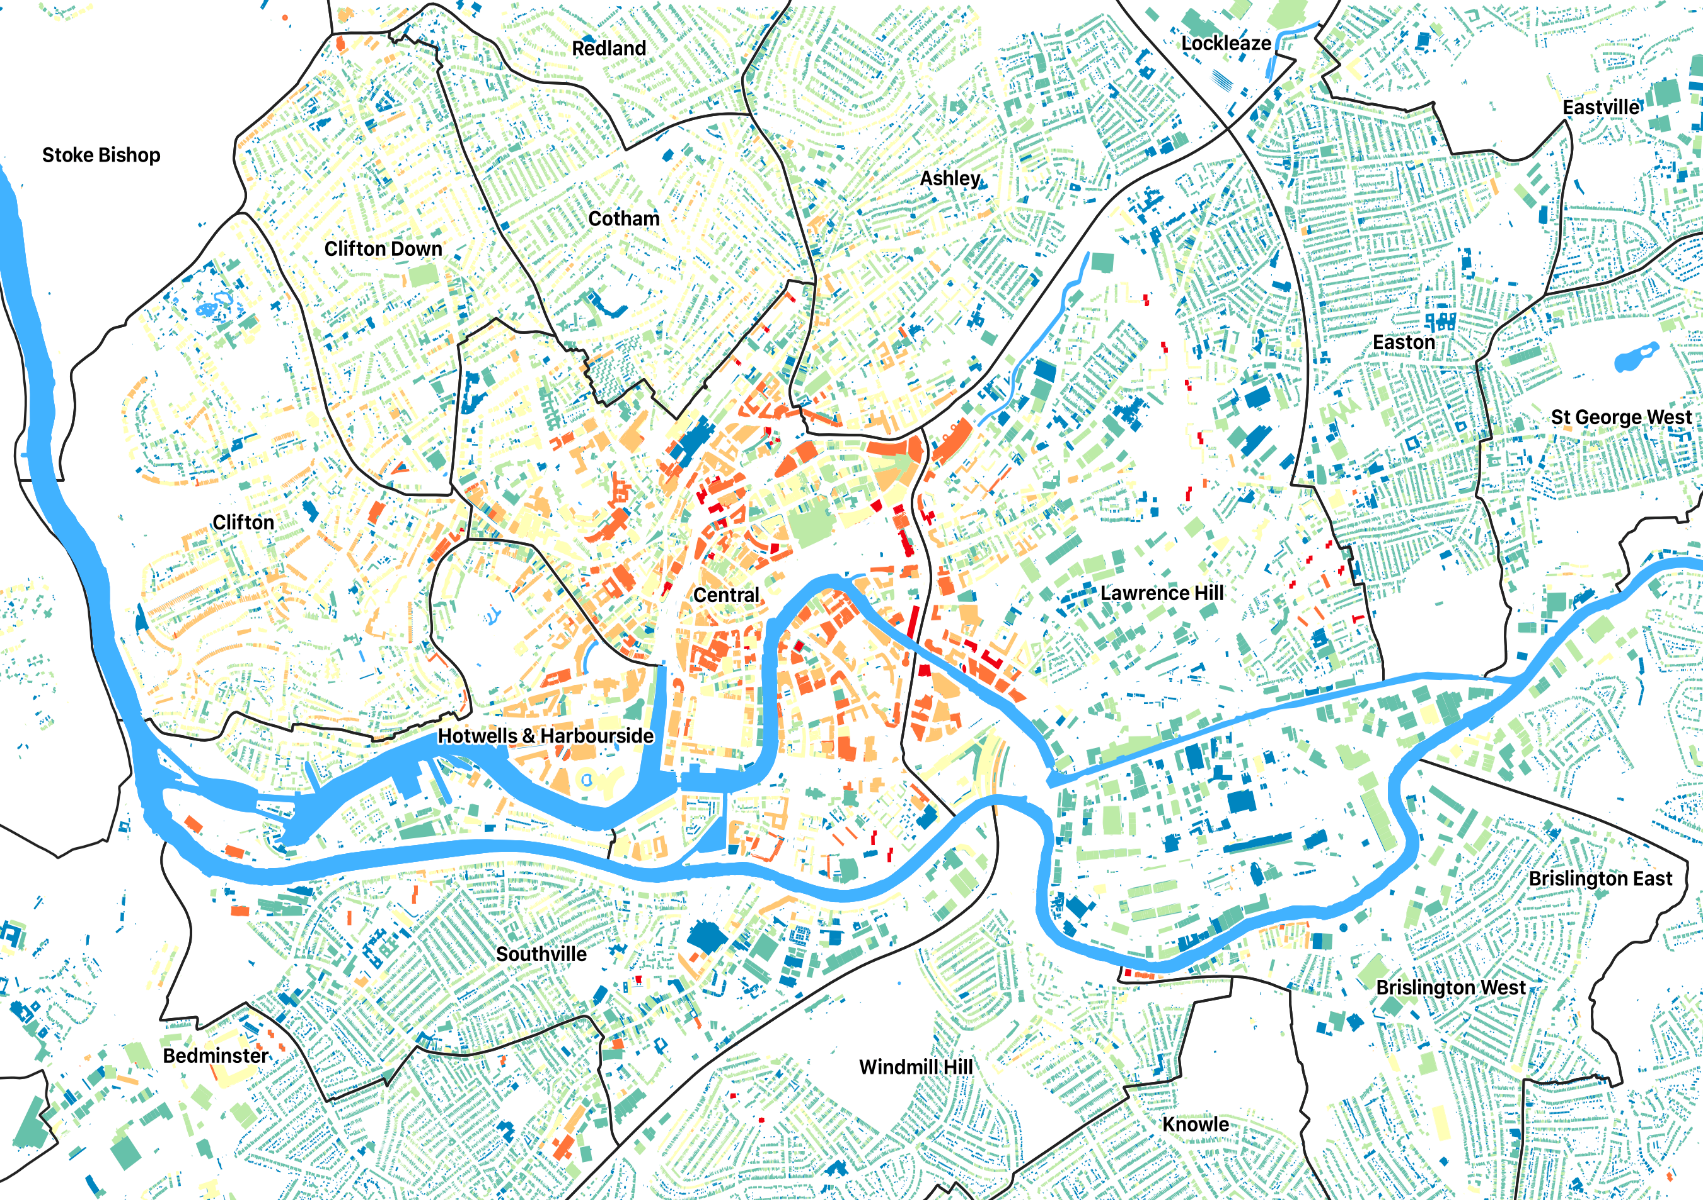 Redland
Lockleaze
Eastville
Stoke Bishop
Ashley
Cotham
Clifton Down
Easton
St George West
Clifton
Central
Lawrence Hill
Hotwells & Harbourside
Brislington East
Southville
Brislington West
Bedminster
Windmill Hill
Knowle